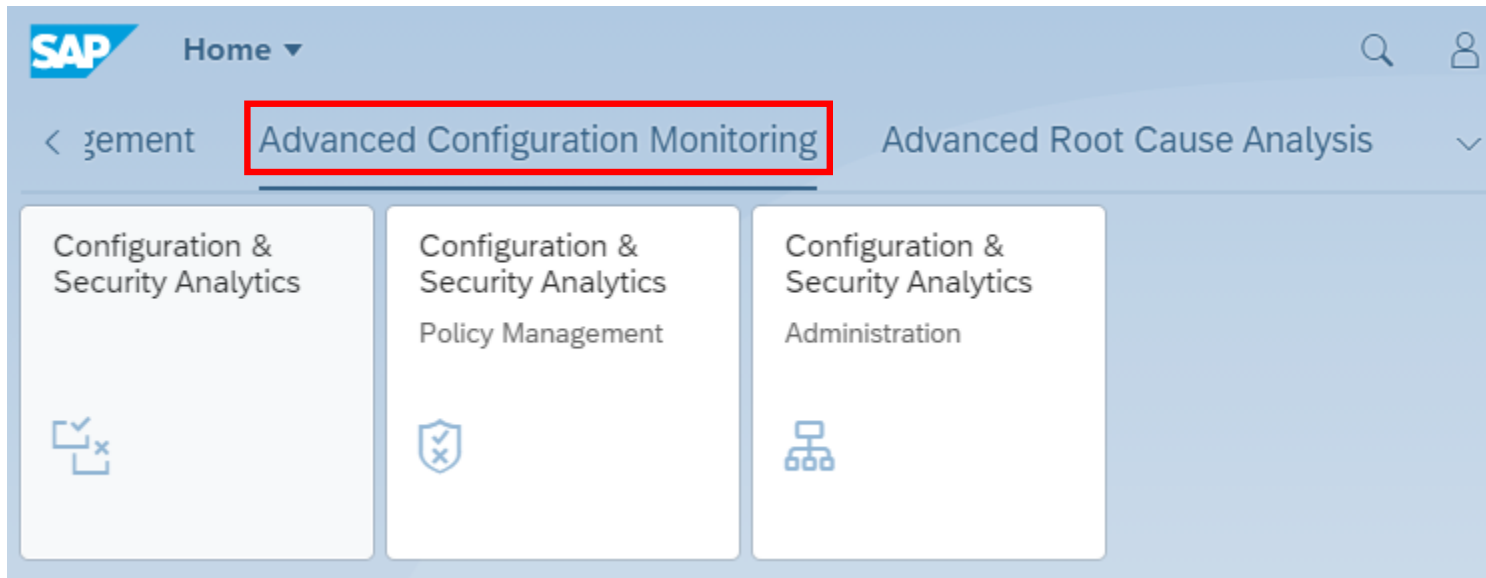 SAP Home
gement Advanced Configuration Monitoring Advanced Root Cause Analysis
Configuration &
Security Analytics
Configuration &
Security Analytics
Policy Management
Configuration &
Security Analytics
Administration